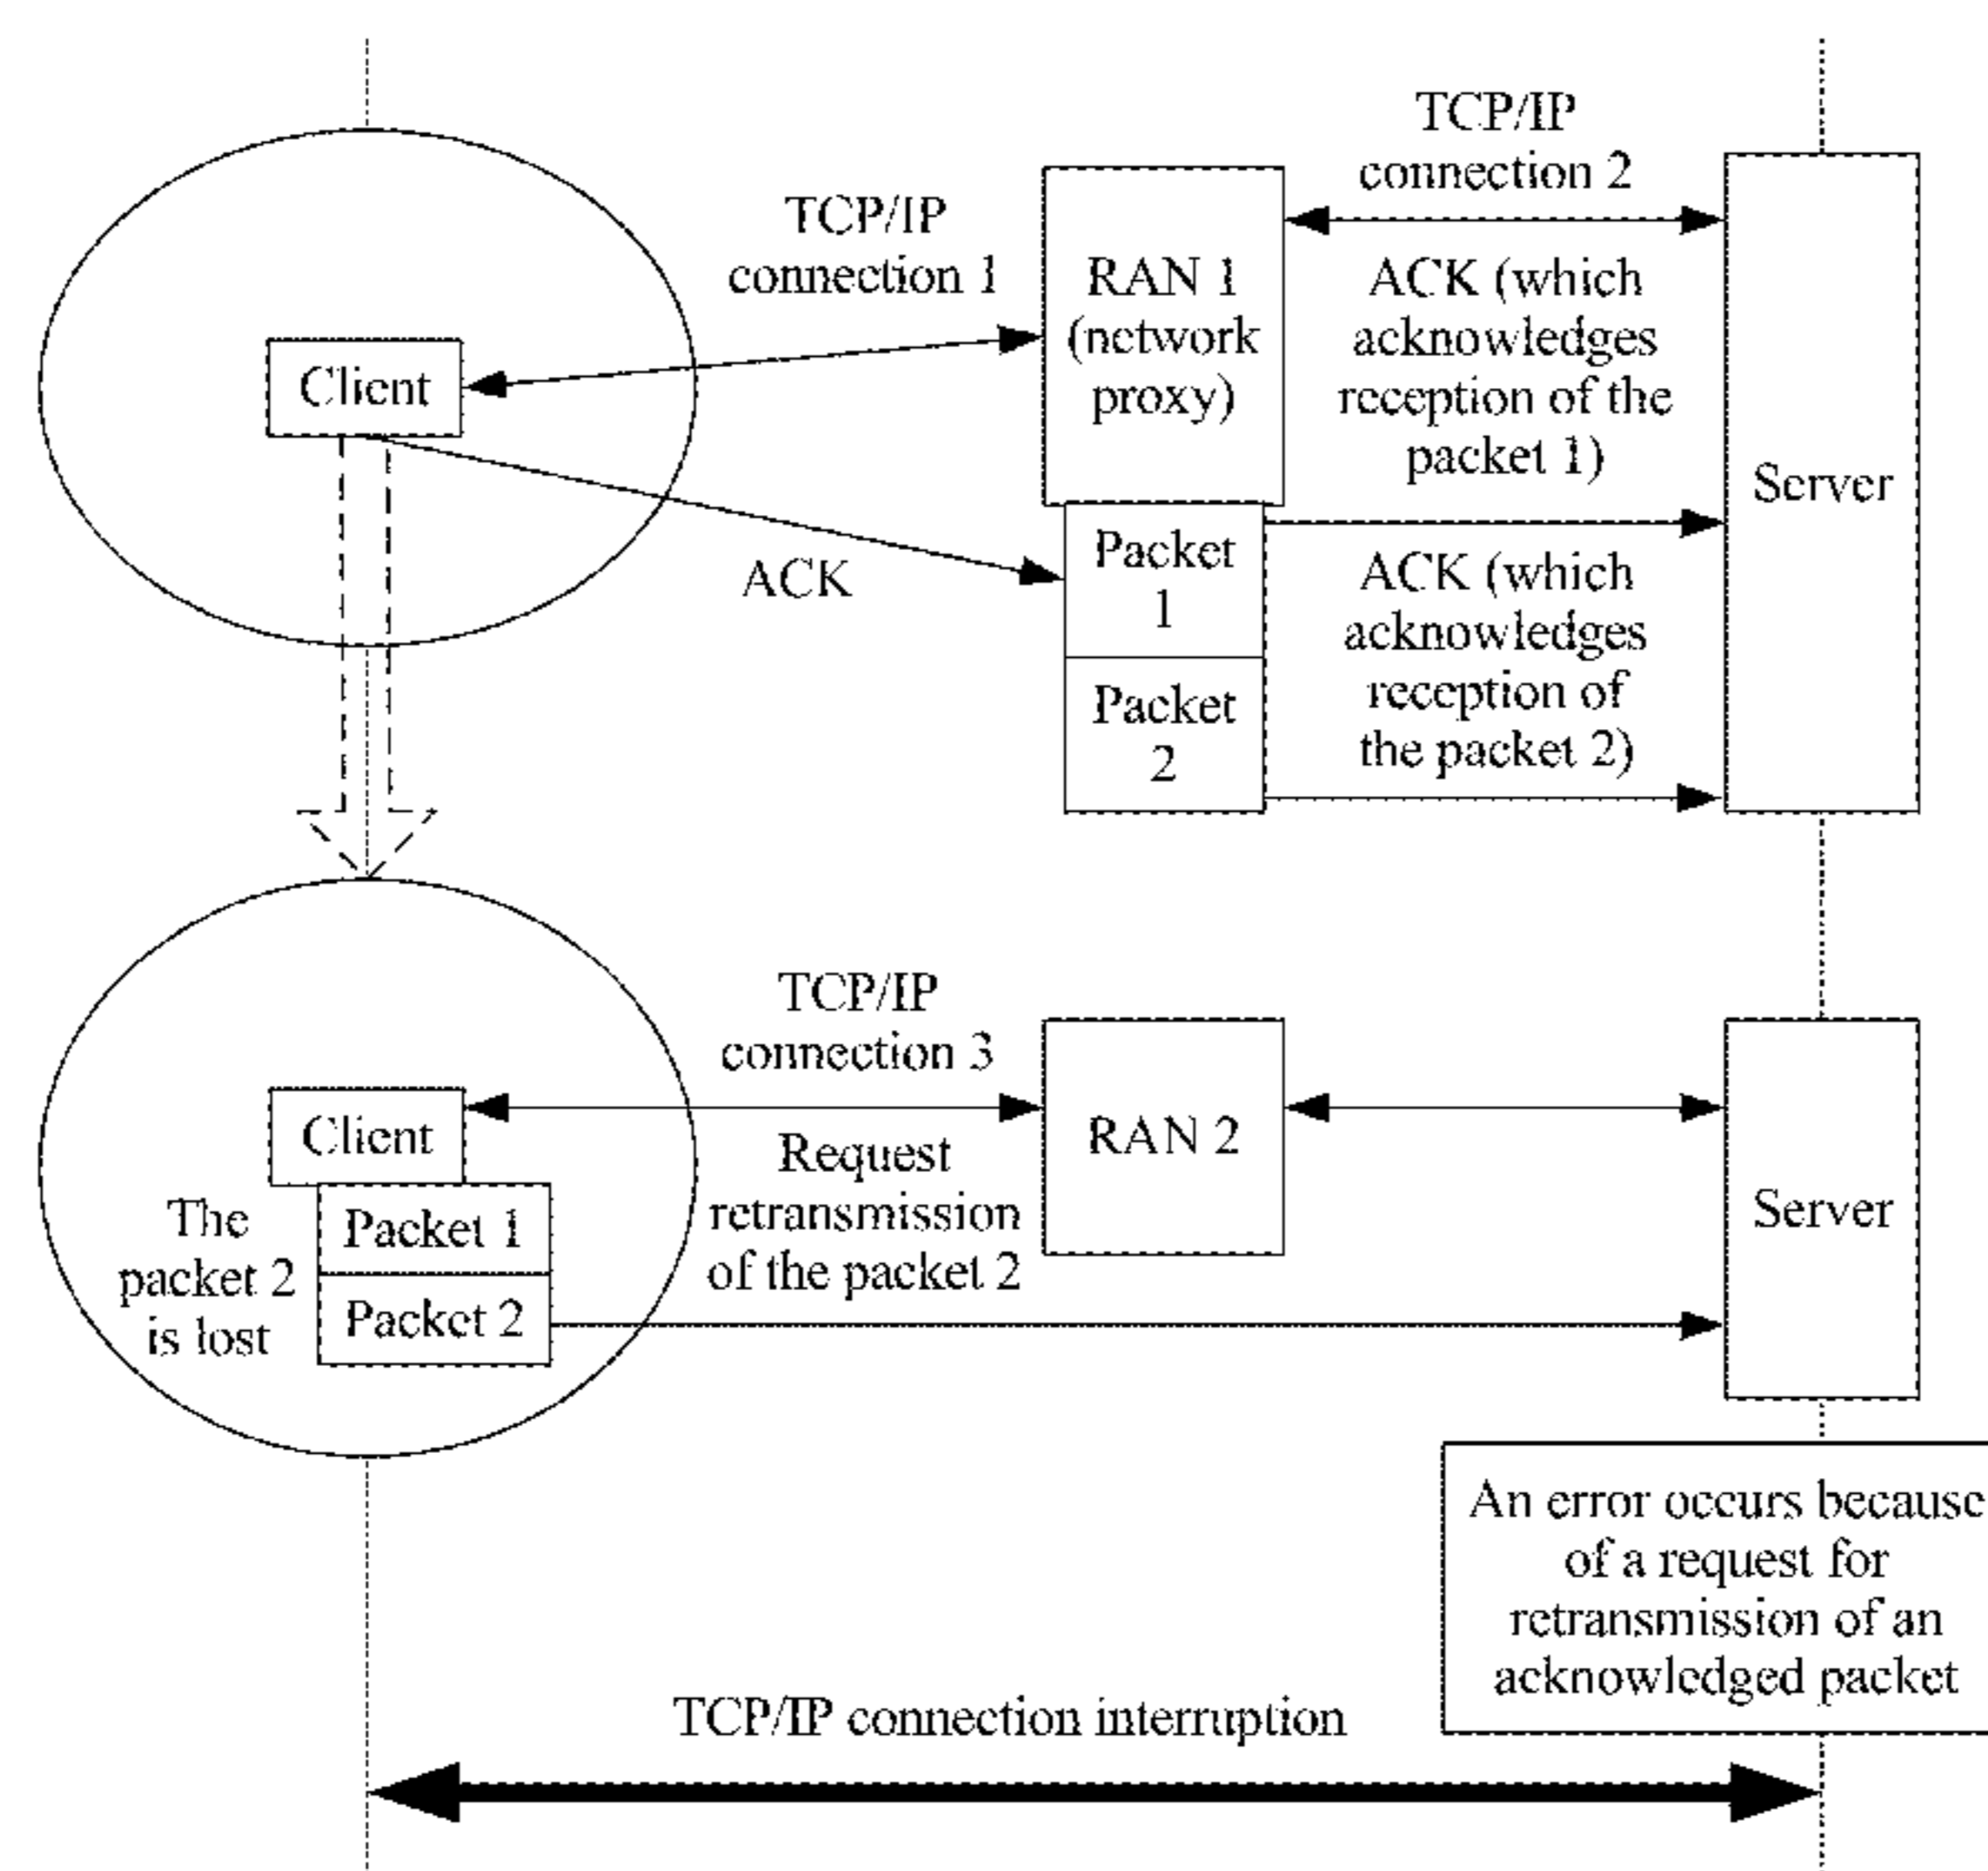 TCP/IP
connection 2
TCP/IP
connection 1
RAN 1
(network
proxy)
ACK (which
acknowledges
reception of the
packet 1)
Client
Server
ACK
Packet
1
ACK (which
acknowledges
reception of
the packet 2)
Packet
2
TCP/IP
connection 3
Client
RAN 2
Request
retransmission
of the packet 2
Server
The
packet 2
is lost
Packet 1
Packet 2
An error occurs because
of a request for
retransmission of an
acknowledged packet
TCP/IP connection interruption